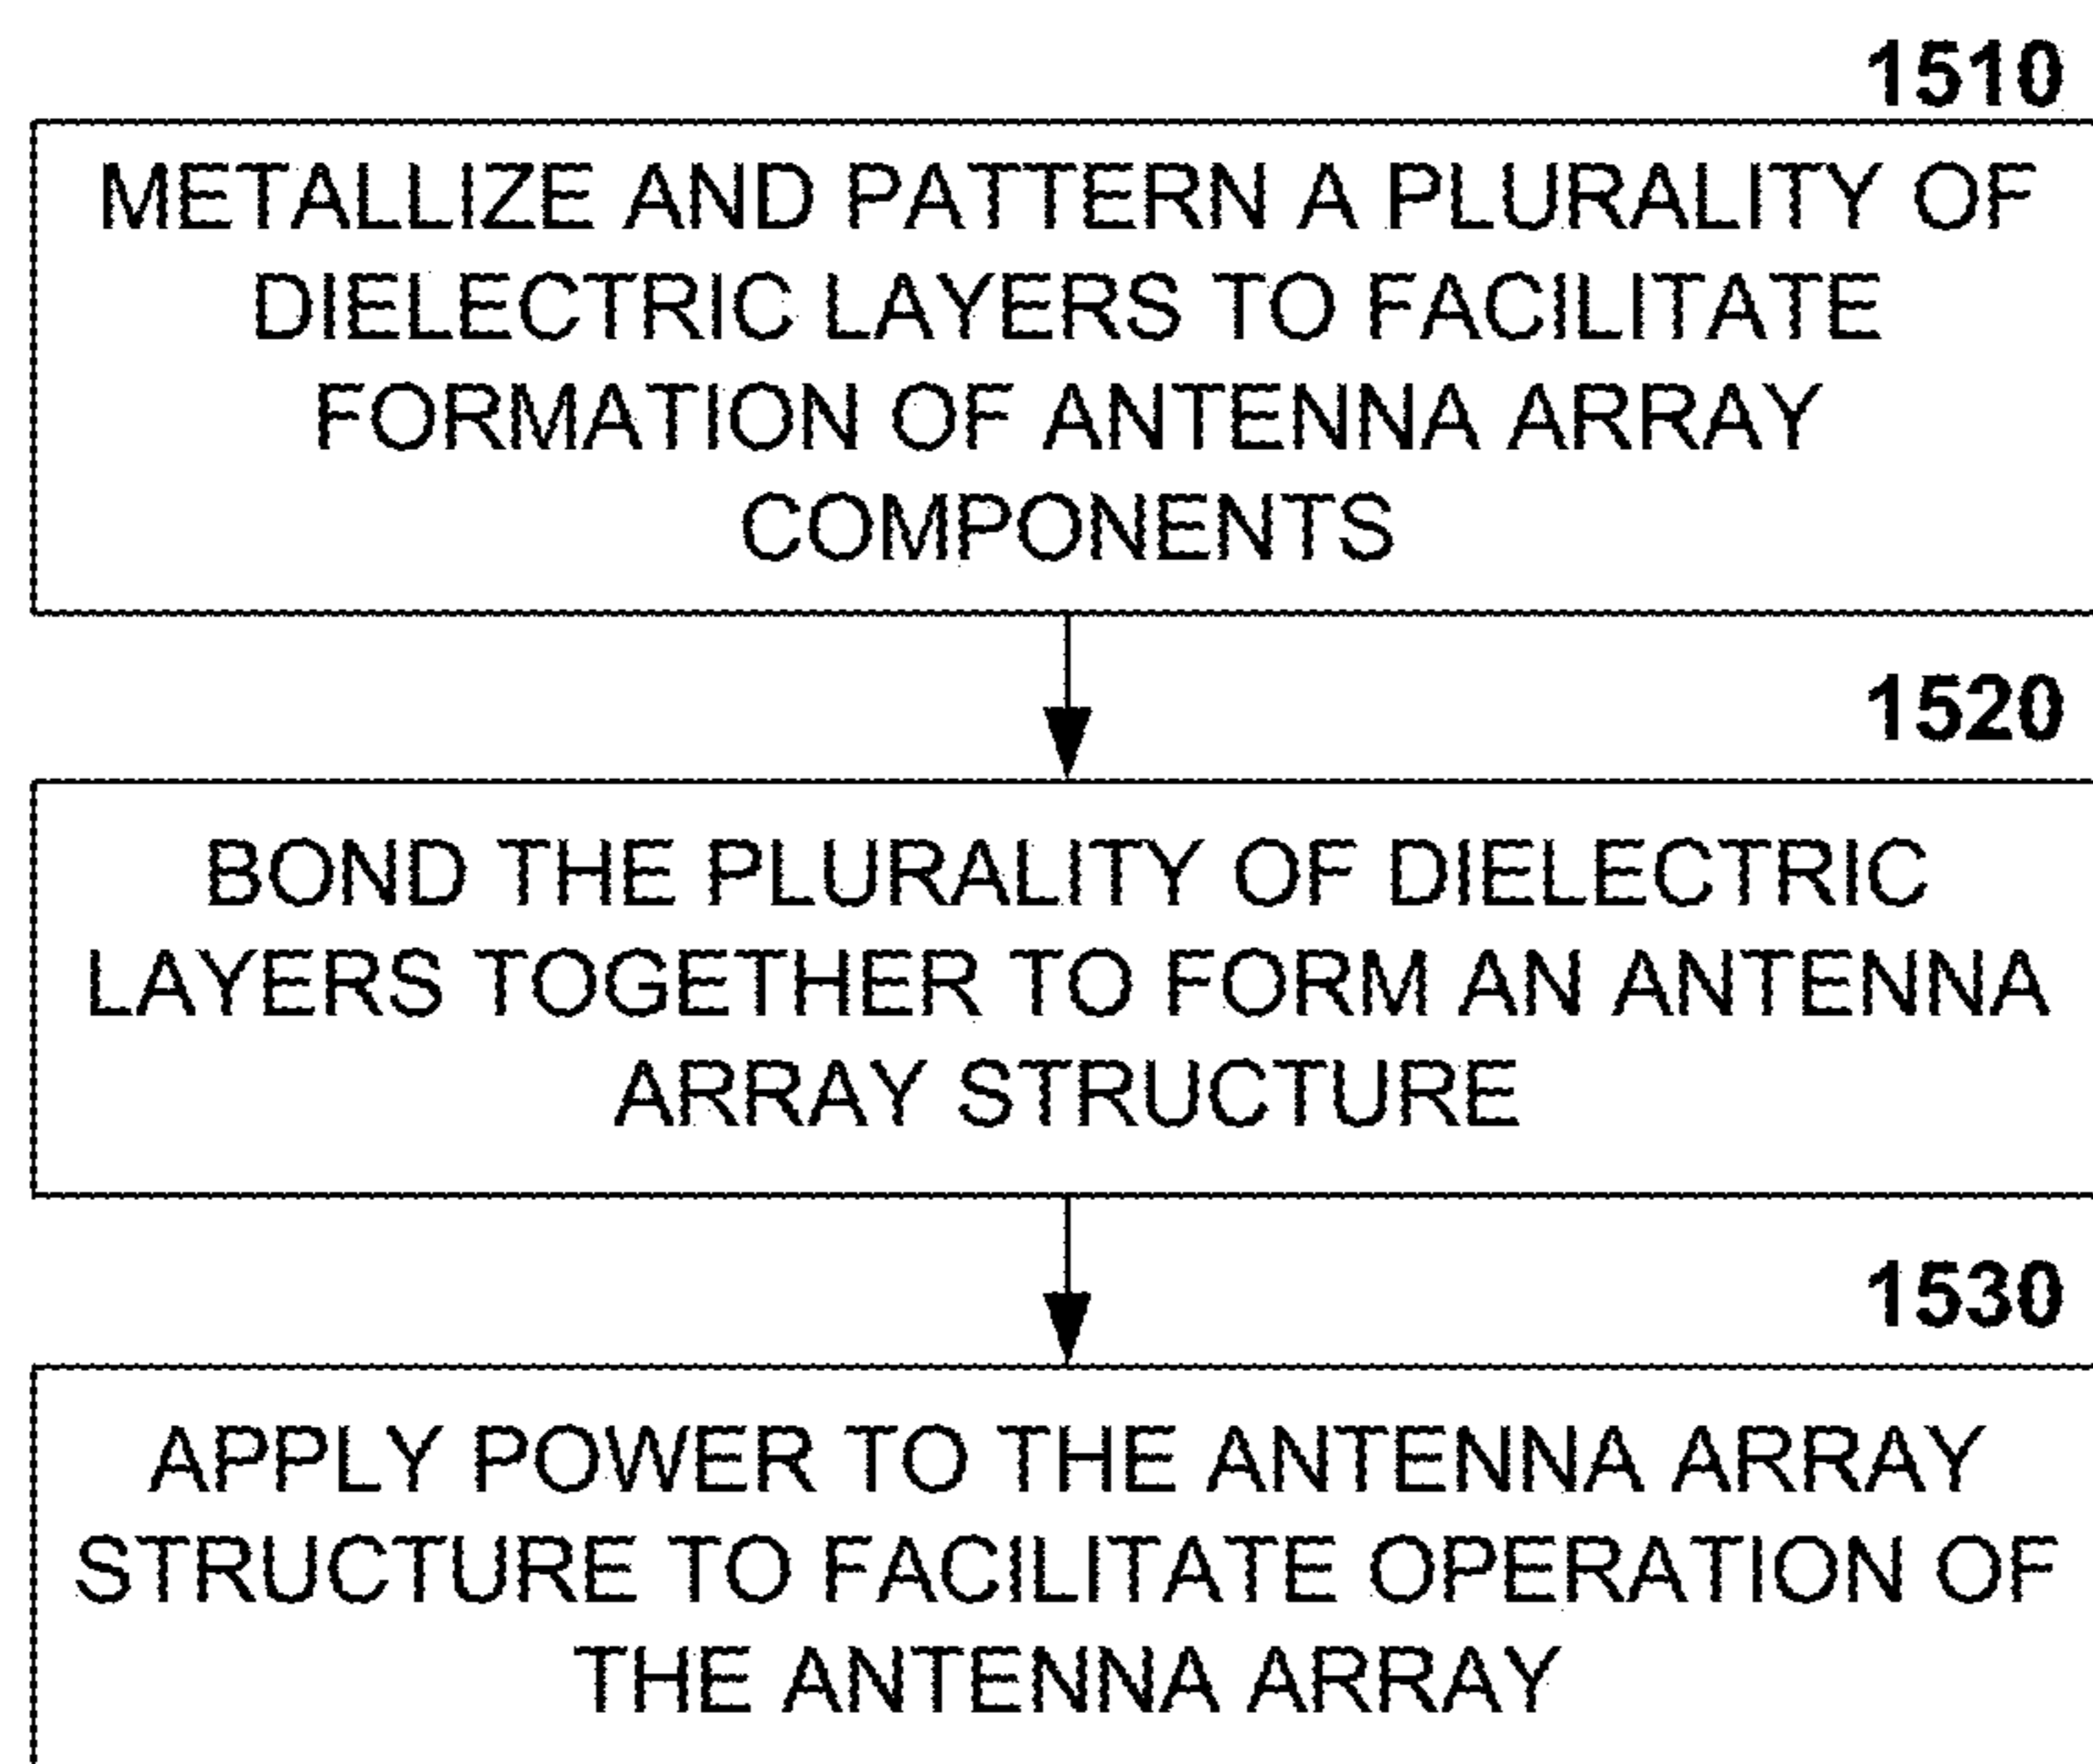 1510
METALLIZE AND PATTERN A PLURALITY OF
DIELECTRIC LAYERS TO FACILITATE
FORMATION OF ANTENNA ARRAY
COMPONENTS
1520
BOND THE PLURALITY OF DIELECTRIC
LAYERS TOGETHER TO FORM AN ANTENNA
ARRAY STRUCTURE
1530
APPLY POWER TO THE ANTENNA ARRAY
STRUCTURE TO FACILITATE OPERATION OF
THE ANTENNA ARRAY